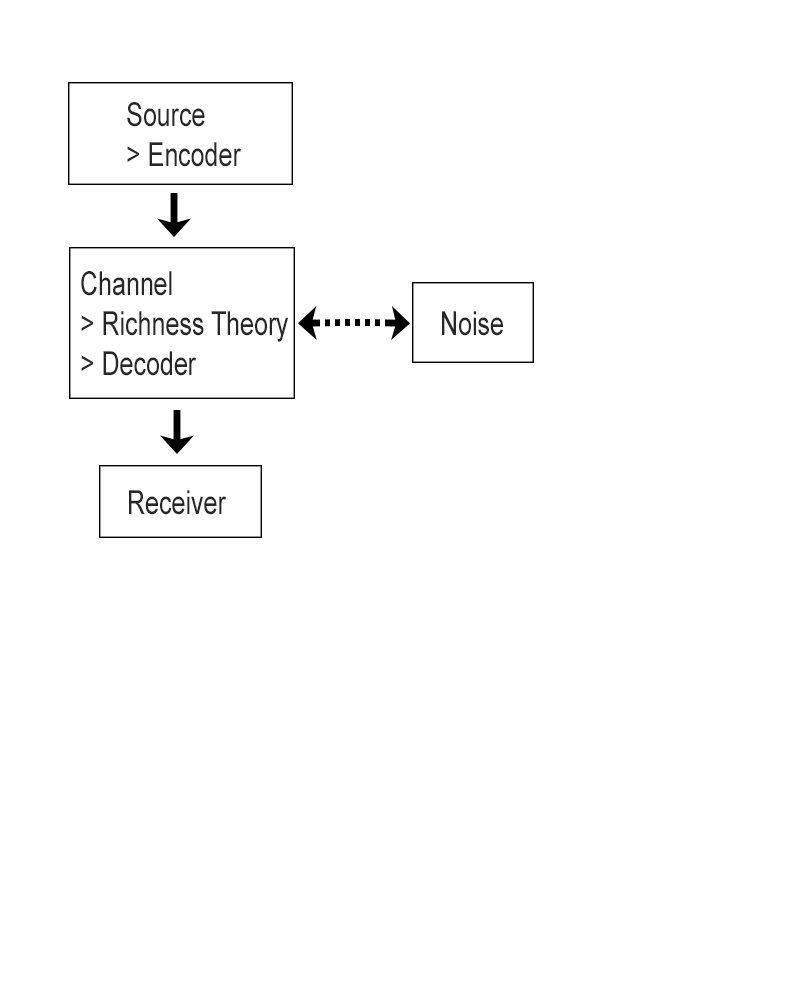 Source
> Encoder
Channel
> Richness Theory
> Decoder
Noise
Receiver